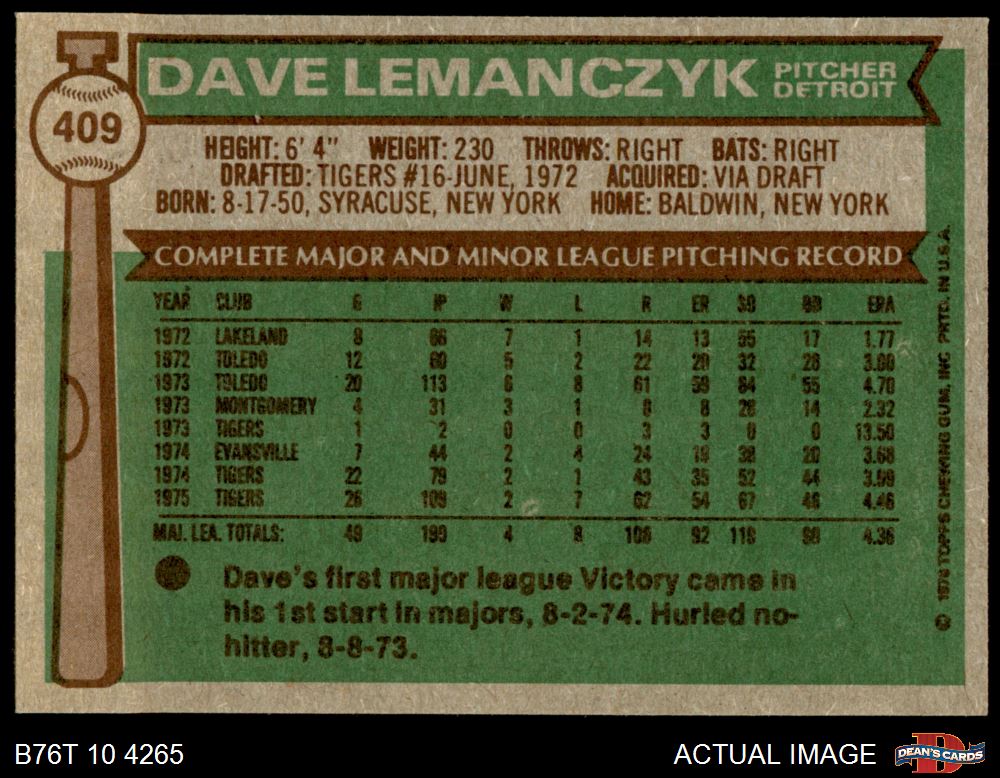 DAVE LEMANCZYK PITCHER
DETROIT
409
HEIGHT: 6' 4" WEIGHT: 230 THROWS: RIGHT BATS: RIGHT
DRAFTED: TIGERS #16-JUNE, 1972 ACQUIRED: VIA DRAFT
BORN: 8-17-50, SYRACUSE, NEW YORK HOME: BALDWIN, NEW YORK
COMPLETE MAJOR AND MINOR LEAGUE PITCHING RECORD
YEAR CLUB G IP W L R ER SO BB ERA
1972 LAKELAND 8 66 7 1 14 13 55 17 1.77
1972 TOLEDO 12 60 5 2 22 20 32 28 3.00
1973 TOLEDO 20 113 6 8 61 59 84 55 4.70
1973 MONTGOMERY 4 31 3 1 8 8 28 14 2.32
1973 TIGERS 1 2 0 0 3 3 0 0 13.50
1974 EVANSVILLE 7 44 2 4 24 18 38 20 3.68
1974 TIGERS 22 79 2 1 43 35 52 44 3.99
1975 TIGERS 26 109 2 7 62 54 67 46 4.46
MAJ. LEA. TOTALS: 49 190 4 8 108 92 119 90 4.36
Dave's first major league Victory came in
his 1st start in majors, 8-2-74. Hurled no-
hitter, 8-8-73.
© 1976 TOPPS CHEWING GUM, INC. PRTD. IN U.S.A.
B76T 10 4265 ACTUAL IMAGE DEAN'S CARDS